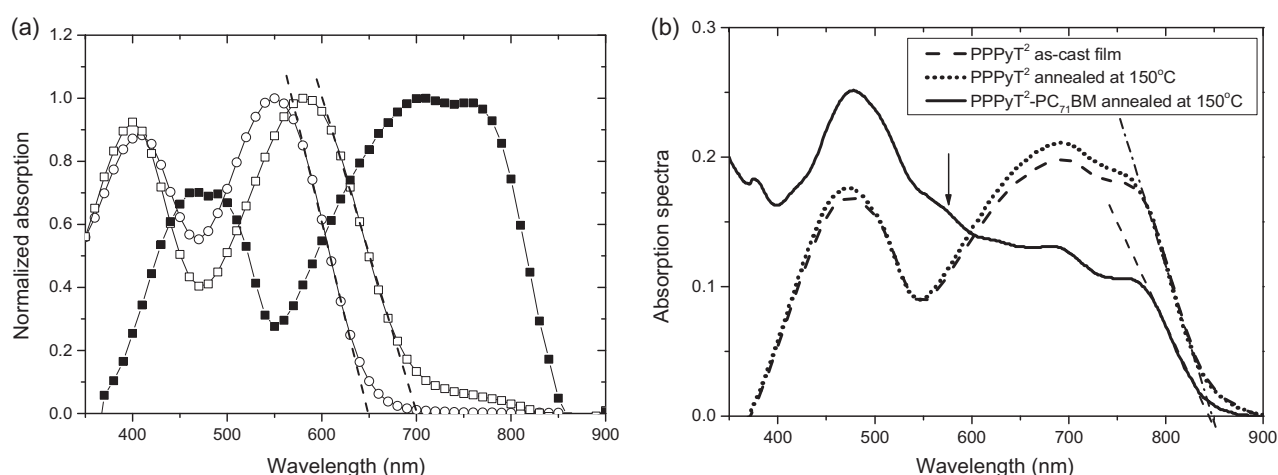 (a)
1.2
1.0
0.8
0.6
0.4
0.2
0.0
Normalized absorption
400 500 600 700 800 900
Wavelength (nm)
(b)
0.3
0.2
0.1
0.0
Absorption spectra
PPPyT² as-cast film
PPPyT² annealed at 150°C
PPPyT²-PC₇₁BM annealed at 150°C
400 500 600 700 800 900
Wavelength (nm)